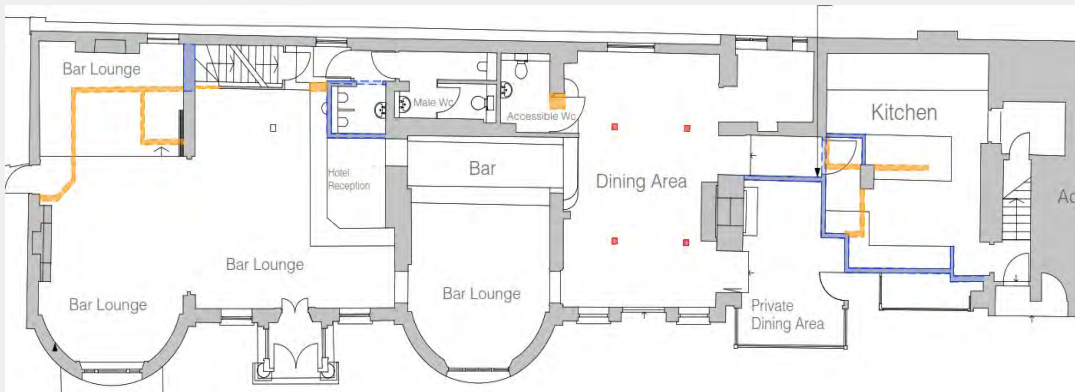 Bar Lounge
Male Wc
Accessible Wc
Kitchen
Hotel
Reception
Bar
Dining Area
Bar Lounge
Bar Lounge
Bar Lounge
Private
Dining Area